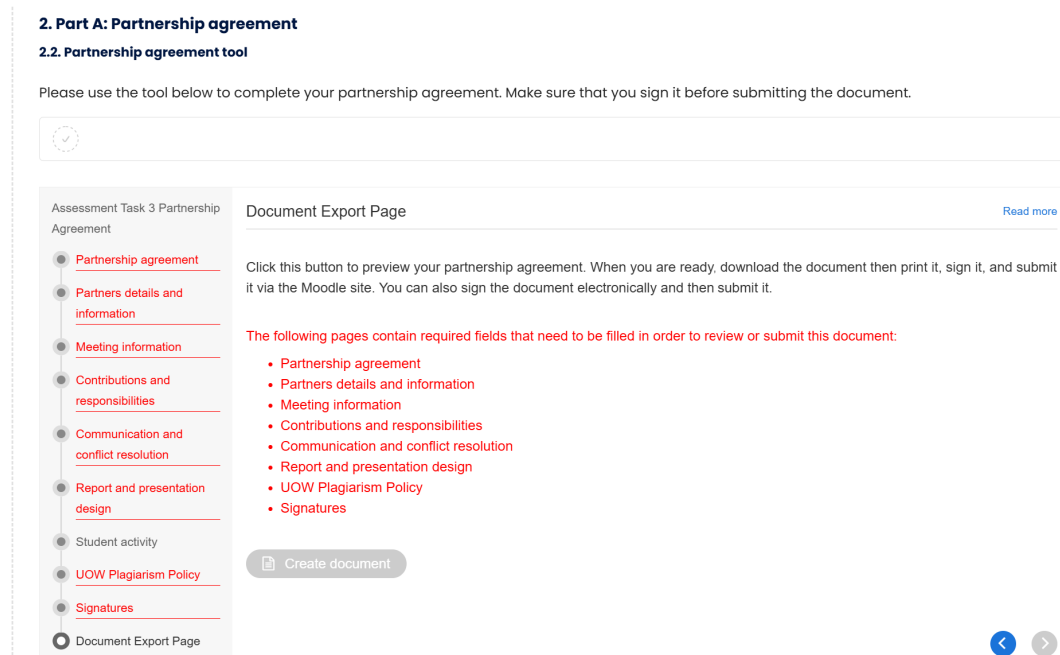 2. Part A: Partnership agreement
2.2. Partnership agreement tool
Please use the tool below to complete your partnership agreement. Make sure that you sign it before submitting the document.
Assessment Task 3 Partnership
Agreement
Partnership agreement
Partners details and
information
Meeting information
Contributions and
responsibilities
Communication and
conflict resolution
Report and presentation
design
Student activity
UOW Plagiarism Policy
Signatures
Document Export Page
Document Export Page
Read more
Click this button to preview your partnership agreement. When you are ready, download the document then print it, sign it, and submit
it via the Moodle site. You can also sign the document electronically and then submit it.
The following pages contain required fields that need to be filled in order to review or submit this document:
• Partnership agreement
• Partners details and information
• Meeting information
• Contributions and responsibilities
• Communication and conflict resolution
• Report and presentation design
• UOW Plagiarism Policy
• Signatures
Create document